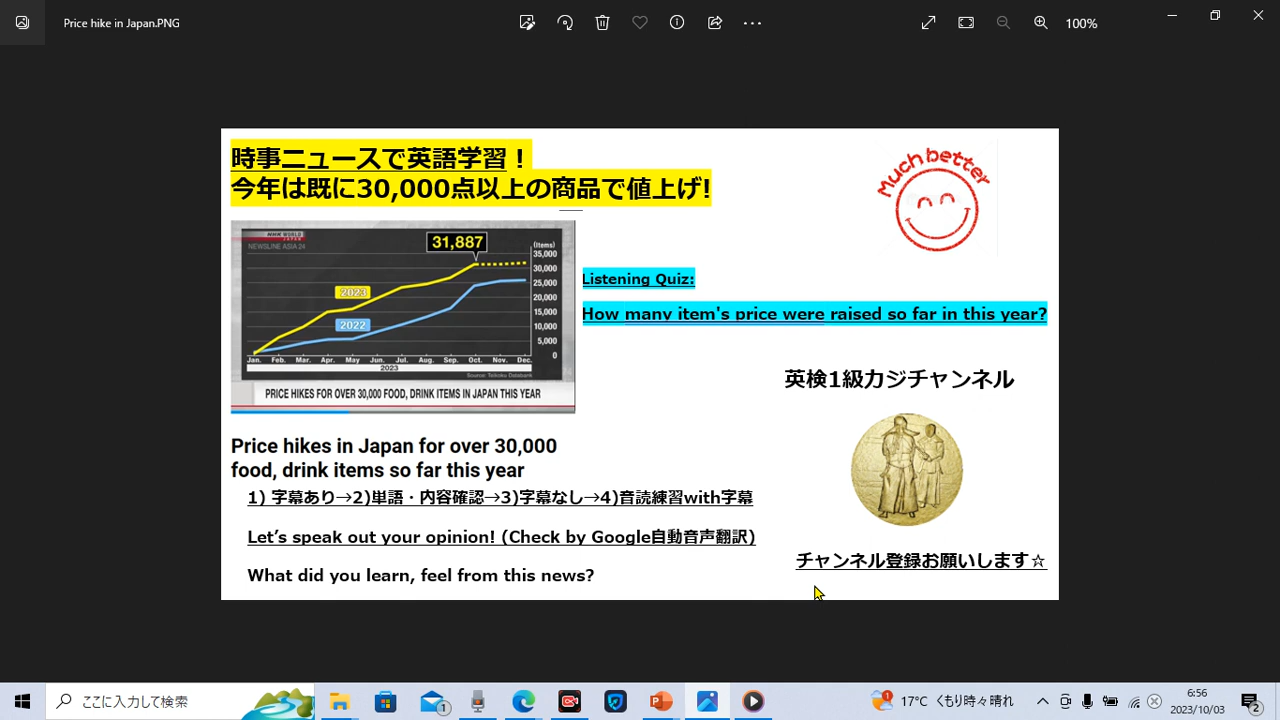 Price hike in Japan.PNG
100%
時事ニュースで英語学習！
今年は既に30,000点以上の商品で値上げ!
Much better
NHK WORLD
JAPAN
NEWSLINE ASIA 24
31,887
(Items)
35,000
30,000
25,000
20,000
15,000
10,000
5,000
0
2023
2022
Jan. Feb. Mar. Apr. May Jun. Jul. Aug. Sep. Oct. Nov. Dec.
2023
Source: Teikoku Databank
PRICE HIKES FOR OVER 30,000 FOOD, DRINK ITEMS IN JAPAN THIS YEAR
Listening Quiz:
How many item's price were raised so far in this year?
英検1級カジチャンネル
Price hikes in Japan for over 30,000
food, drink items so far this year
1) 字幕あり→2)単語・内容確認→3)字幕なし→4)音読練習with字幕
Let’s speak out your opinion! (Check by Google自動音声翻訳)
What did you learn, feel from this news?
チャンネル登録お願いします☆
ここに入力して検索
1
1
17°C くもり時々晴れ
6:56
2023/10/03
2